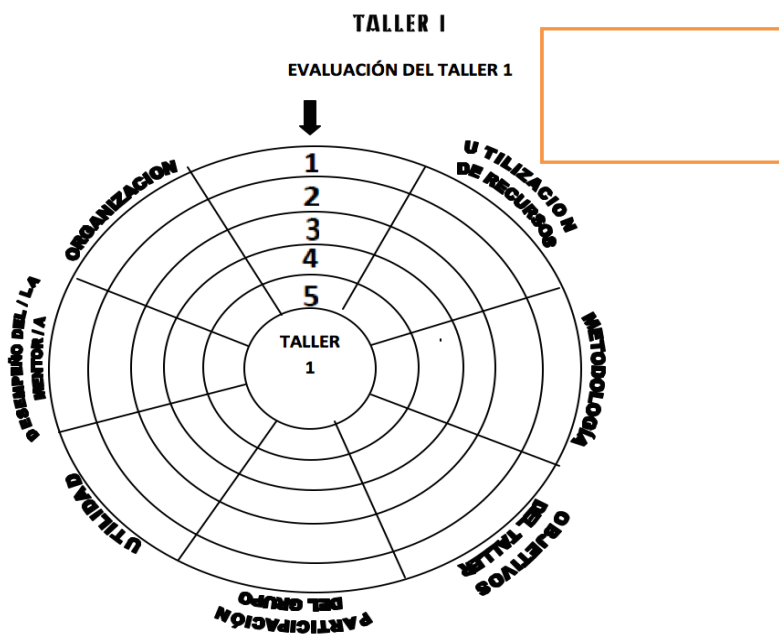 TALLER I
EVALUACIÓN DEL TALLER 1
1
2
3
4
5
TALLER
1
U TILIZACION
DE RECURSOS
METODOLOGÍA
OBJETIVOS
DEL TALLER
PARTICIPACIÓN
DEL GRUPO
UTILIDAD
DESEMPEÑO DEL / LA
MENTOR / A
ORGANIZACION